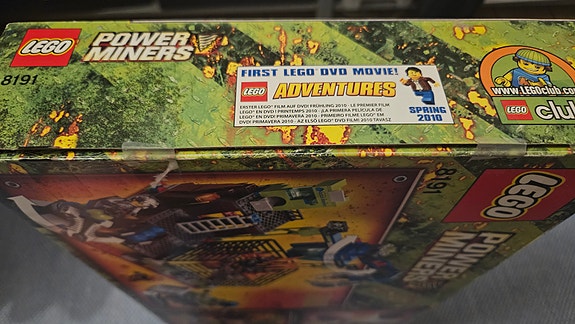 LEGO
POWER
MINERS
8191
FIRST LEGO DVD MOVIE!
LEGO ADVENTURES
ERSTER LEGO® FILM AUF DVD! FRÜHLING 2010 · LE PREMIER FILM
LEGO® EN DVD ! PRINTEMPS 2010 · ¡LA PRIMERA PELÍCULA DE
LEGO® EN DVD PRIMAVERA 2010 · PRIMEIRO FILME LEGO® EM
DVD PRIMAVERA 2010 · AZ ELSŐ LEGO® DVD FILM! 2010 TAVASZ
SPRING
2010
www.LEGOclub.co
LEGO club
8191
LEGO
POWER
MINERS